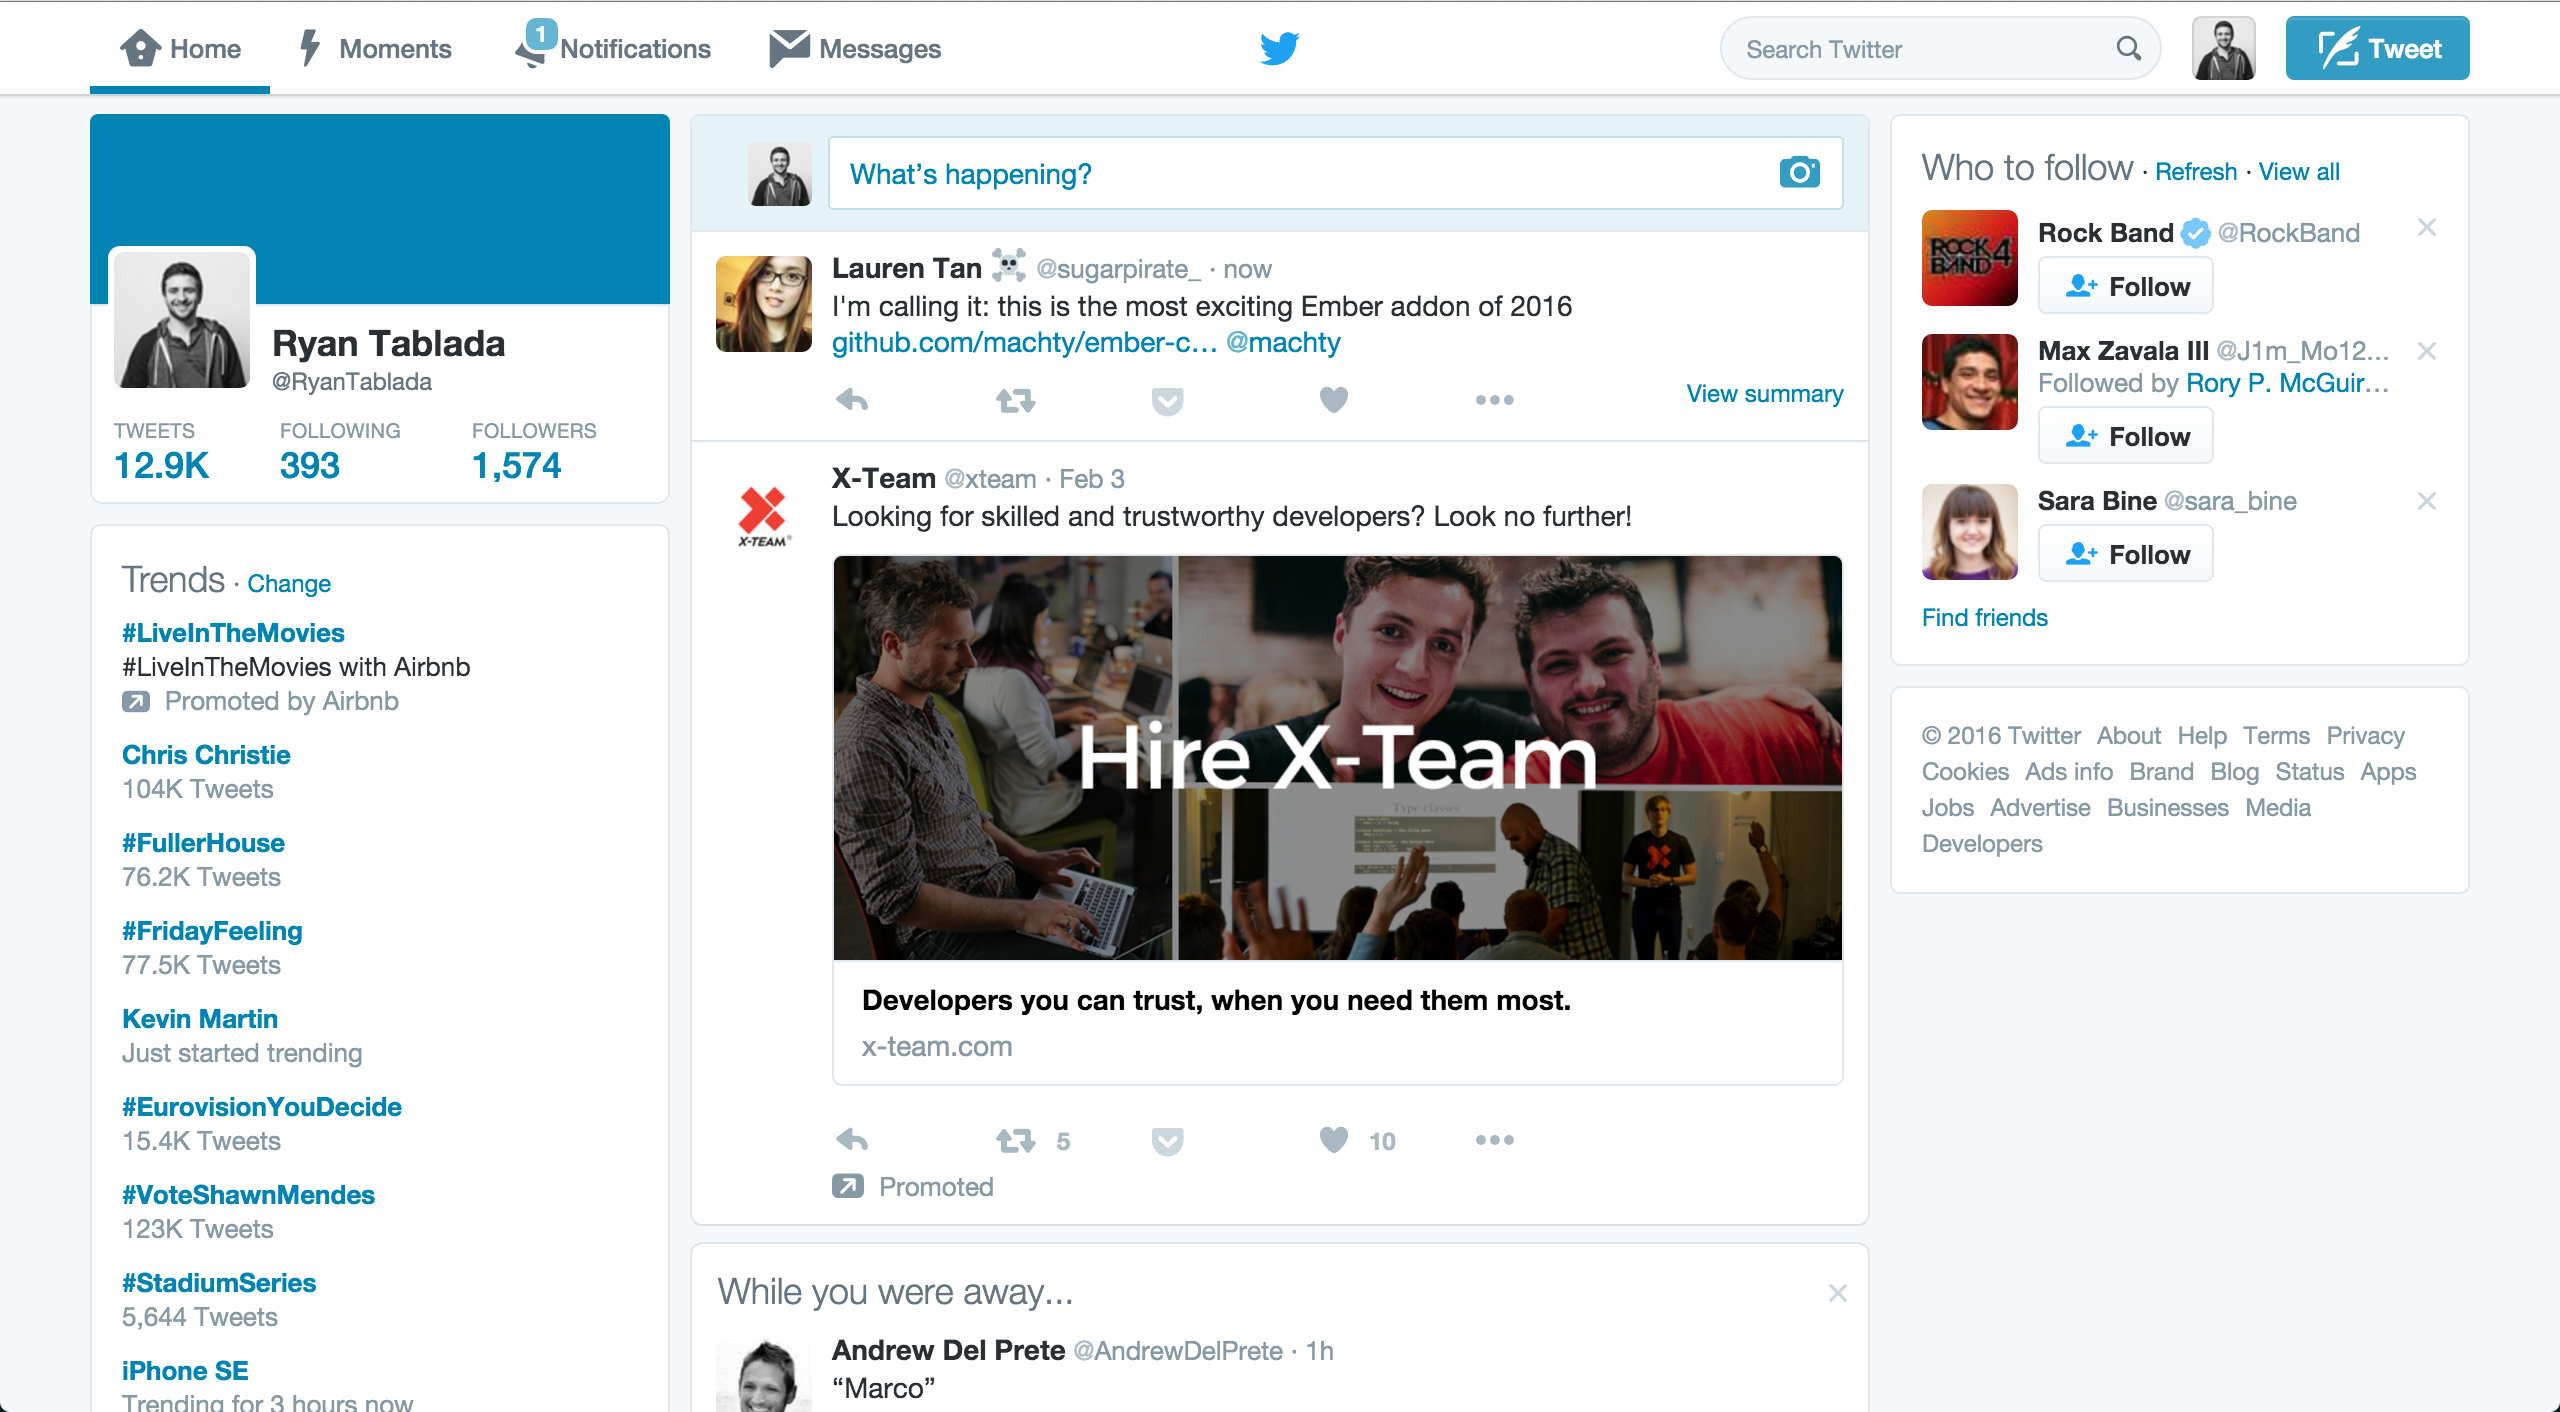 Home
Moments
1
Notifications
Messages
Search Twitter
Tweet
Ryan Tablada
@RyanTablada
TWEETS FOLLOWING FOLLOWERS
12.9K 393 1,574
Trends · Change
#LiveInTheMovies
#LiveInTheMovies with Airbnb
Promoted by Airbnb
Chris Christie
104K Tweets
#FullerHouse
76.2K Tweets
#FridayFeeling
77.5K Tweets
Kevin Martin
Just started trending
#EurovisionYouDecide
15.4K Tweets
#VoteShawnMendes
123K Tweets
#StadiumSeries
5,644 Tweets
iPhone SE
Trending for 3 hours now
What's happening?
Lauren Tan @sugarpirate_ · now
I'm calling it: this is the most exciting Ember addon of 2016
github.com/machty/ember-c… @machty
View summary
X-Team @xteam · Feb 3
Looking for skilled and trustworthy developers? Look no further!
X-TEAM
Hire X-Team
Type classes
Developers you can trust, when you need them most.
x-team.com
5
10
Promoted
While you were away...
Andrew Del Prete @AndrewDelPrete · 1h
“Marco”
Who to follow · Refresh · View all
ROCK BAND 4
Rock Band @RockBand
Follow
Max Zavala III @J1m_Mo12...
Followed by Rory P. McGuir...
Follow
Sara Bine @sara_bine
Follow
Find friends
© 2016 Twitter About Help Terms Privacy
Cookies Ads info Brand Blog Status Apps
Jobs Advertise Businesses Media
Developers